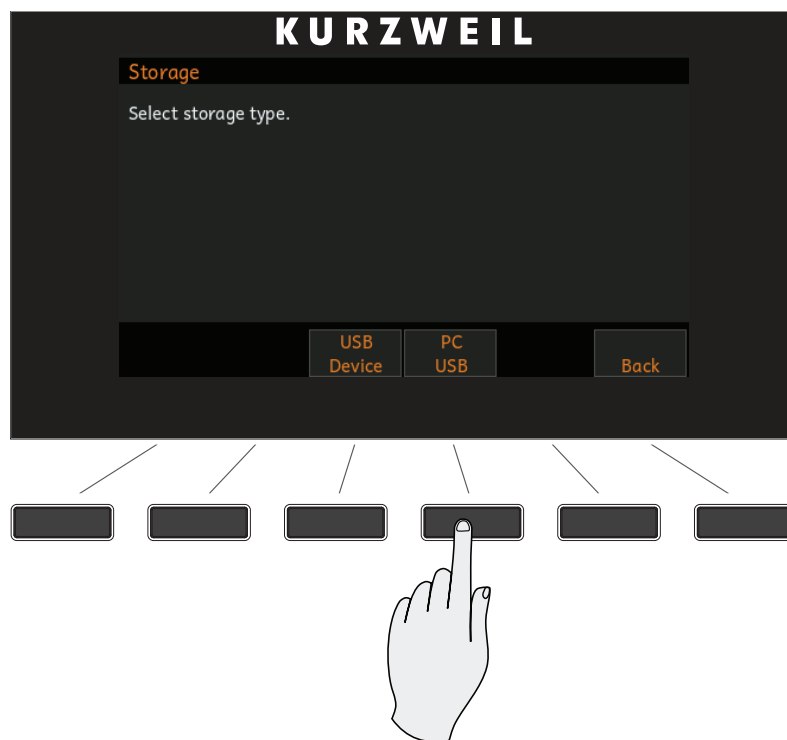 KURZWEIL
Storage
Select storage type.
USB PC
Device USB Back